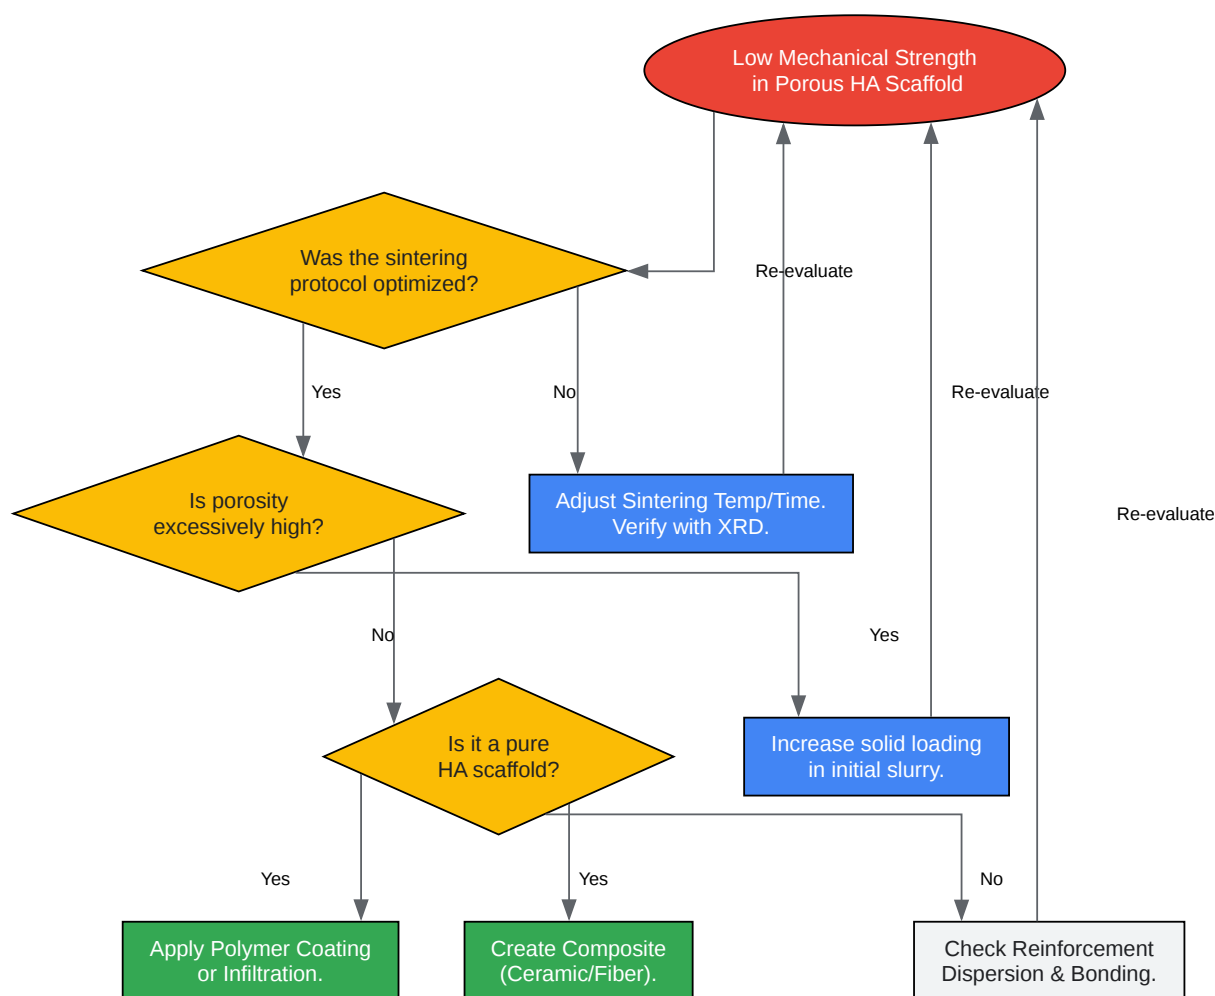 Low Mechanical Strength
in Porous HA Scaffold
Was the sintering
protocol optimized?
Re-evaluate
Yes
No
Re-evaluate
Is porosity
excessively high?
Adjust Sintering Temp/Time.
Verify with XRD.
Re-evaluate
No
Yes
Is it a pure
HA scaffold?
Increase solid loading
in initial slurry.
Yes
Yes
No
Apply Polymer Coating
or Infiltration.
Create Composite
(Ceramic/Fiber).
Check Reinforcement
Dispersion & Bonding.